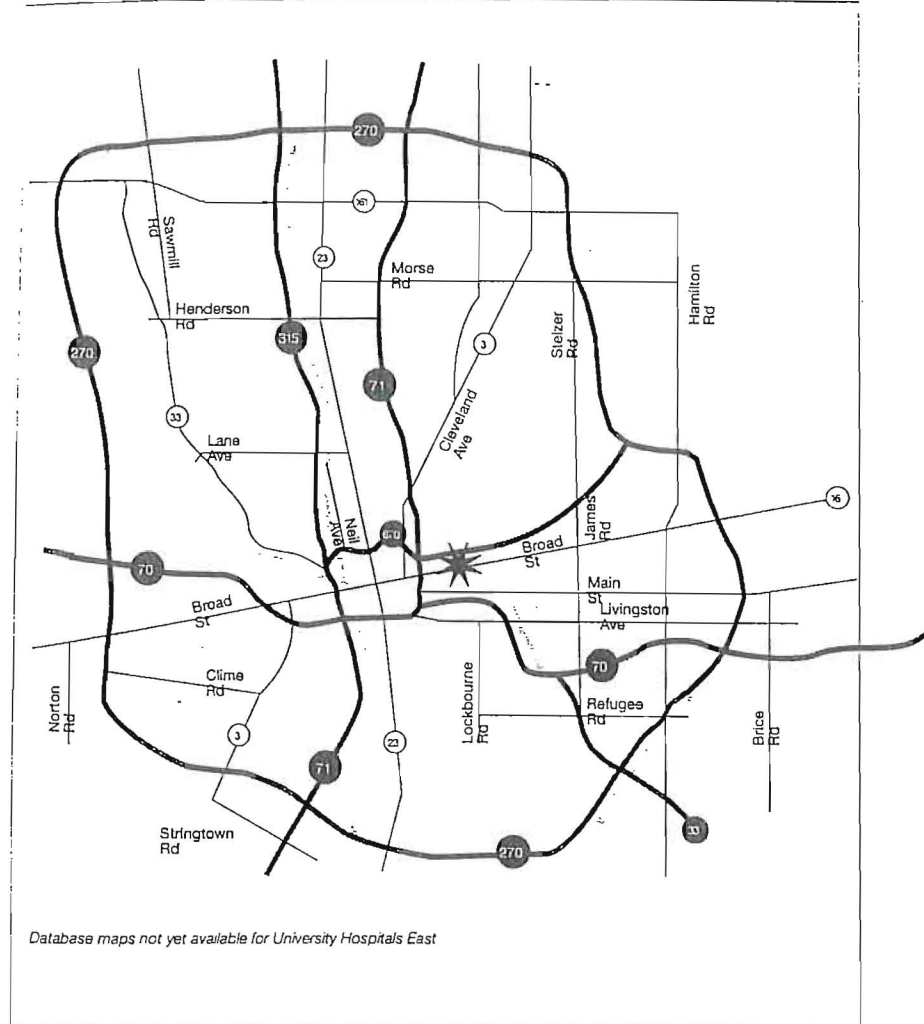 270
161
Sawmill
Rd
23
Morse
Rd
Hamilton
Rd
Henderson
Rd
315
Stelzer
Rd
3
270
71
33
Cleveland
Ave
Lane
Ave
16
Neil
Ave
670
James
Rd
Broad
St
70
Main
St
Broad
St
Livingston
Ave
70
Clime
Rd
Norton
Rd
Lockbourne
Rd
Refugee
Rd
Brice
Rd
3
23
71
33
Stringtown
Rd
270
Database maps not yet available for University Hospitals East